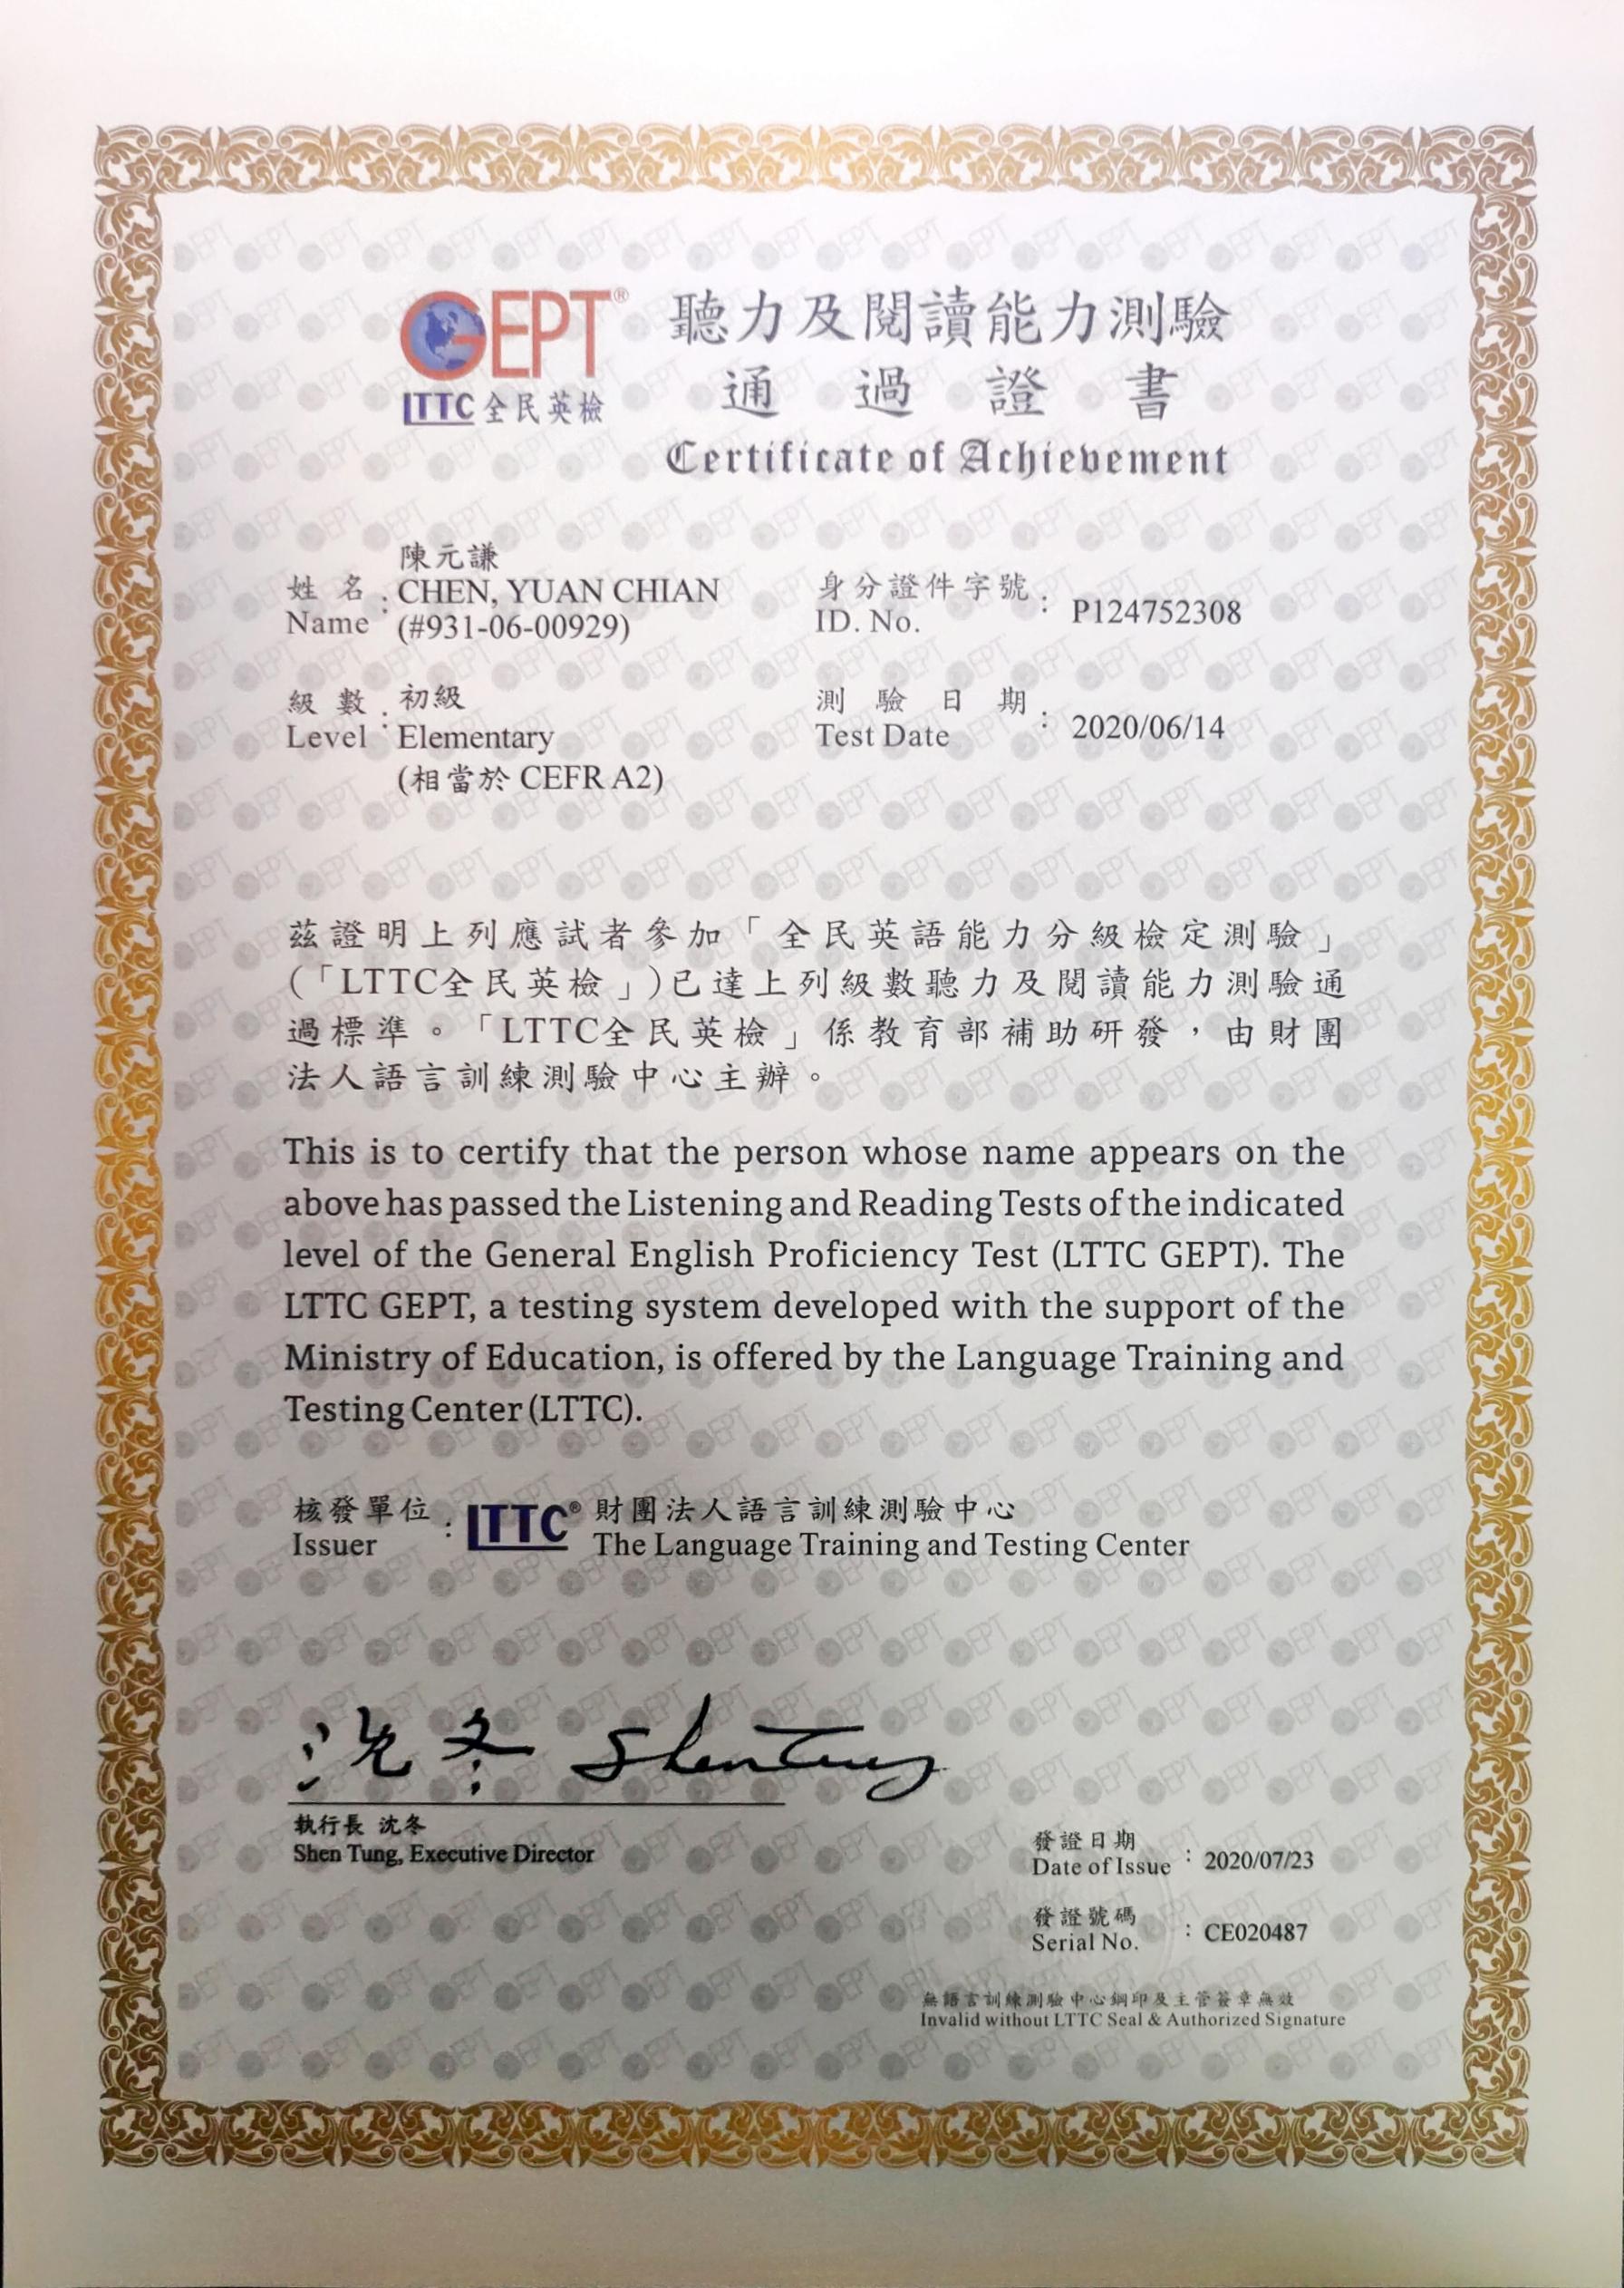 GEPT®
LTTC 全民英檢
聽力及閱讀能力測驗
通過證書
Certificate of Achievement
陳元謙
姓名 Name : CHEN, YUAN CHIAN
(#931-06-00929)
身分證件字號 ID. No. : P124752308
級數 Level : 初級
Elementary
(相當於 CEFR A2)
測驗日期 Test Date : 2020/06/14
茲證明上列應試者參加「全民英語能力分級檢定測驗」
(「LTTC全民英檢」)已達上列級數聽力及閱讀能力測驗通
過標準。「LTTC全民英檢」係教育部補助研發，由財團
法人語言訓練測驗中心主辦。
This is to certify that the person whose name appears on the
above has passed the Listening and Reading Tests of the indicated
level of the General English Proficiency Test (LTTC GEPT). The
LTTC GEPT, a testing system developed with the support of the
Ministry of Education, is offered by the Language Training and
Testing Center (LTTC).
核發單位 Issuer : LTTC® 財團法人語言訓練測驗中心
The Language Training and Testing Center
沈冬 Shen Tung
執行長 沈冬
Shen Tung, Executive Director
發證日期 Date of Issue : 2020/07/23
發證號碼 Serial No. : CE020487
無語言訓練測驗中心鋼印及主管簽章無效
Invalid without LTTC Seal & Authorized Signature